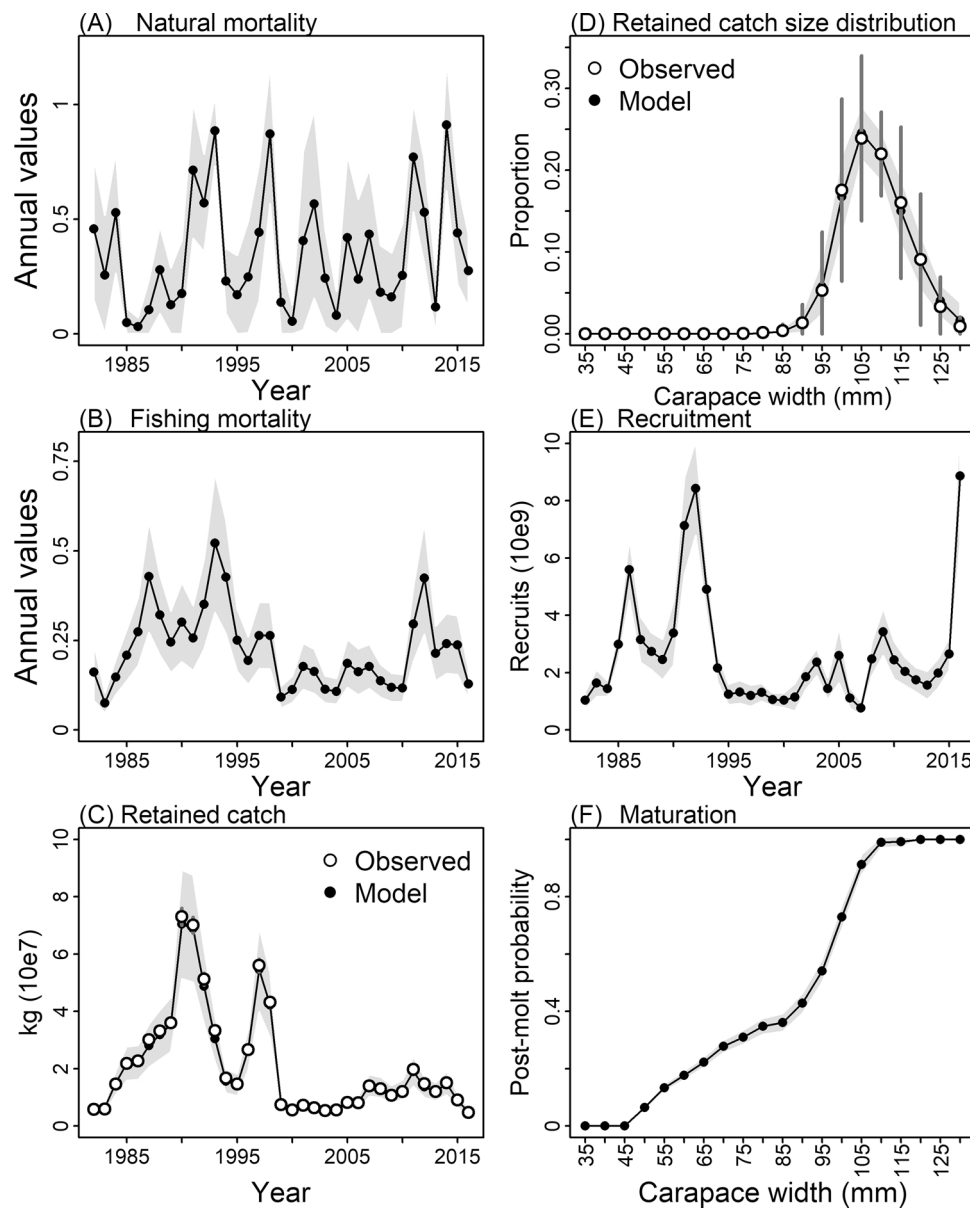 (A) Natural mortality
Annual values
0 0.5 1
1985 1995 2005 2015
Year
(B) Fishing mortality
Annual values
0 0.25 0.5 0.75
1985 1995 2005 2015
Year
(C) Retained catch
Observed
Model
kg (10e7)
0 2 4 6 8 10
1985 1995 2005 2015
Year
(D) Retained catch size distribution
Observed
Model
Proportion
0.00 0.10 0.20 0.30
35 45 55 65 75 85 95 105 115 125
Carapace width (mm)
(E) Recruitment
Recruits (10e9)
0 2 4 6 8 10
1985 1995 2005 2015
Year
(F) Maturation
Post-molt probability
0 0.4 0.8
35 45 55 65 75 85 95 105 115 125
Carapace width (mm)